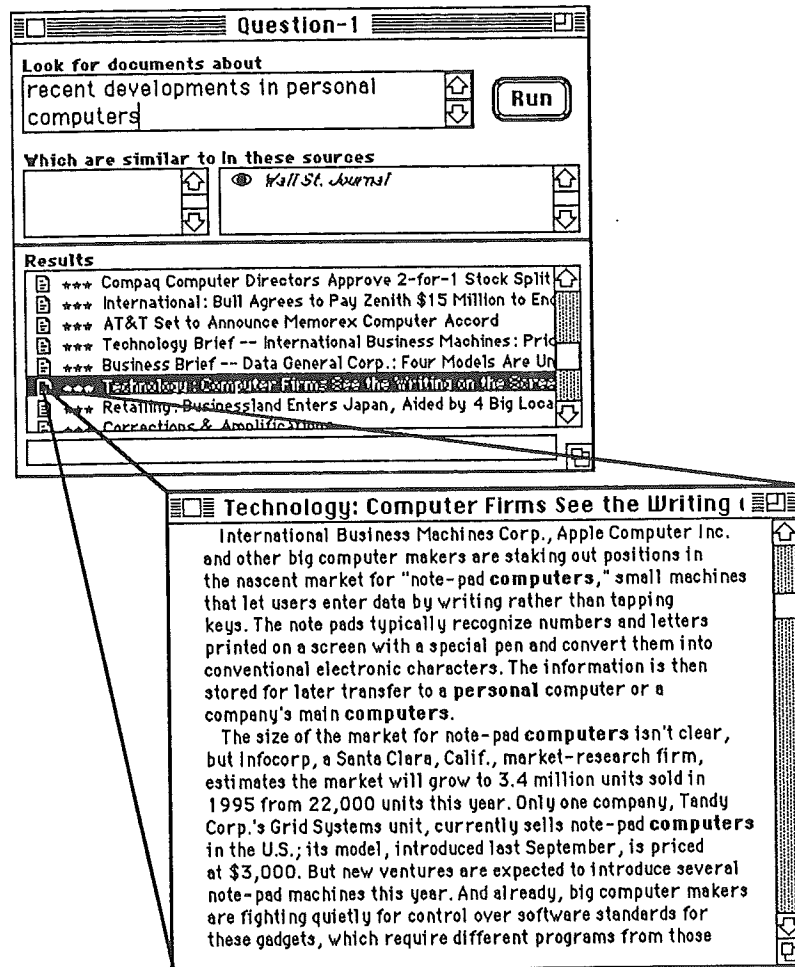 Question-1
Look for documents about
recent developments in personal
computers
Run
Which are similar to In these sources
Wall St. Journal
Results
*** Compaq Computer Directors Approve 2-for-1 Stock Split
*** International: Bull Agrees to Pay Zenith $15 Million to End
*** AT&T Set to Announce Memorex Computer Accord
*** Technology Brief -- International Business Machines: Pric
*** Business Brief -- Data General Corp.: Four Models Are Un
*** Technology: Computer Firms See the Writing on the Scree
*** Retailing: Businessland Enters Japan, Aided by 4 Big Loca
*** Corrections & Amplifications
Technology: Computer Firms See the Writing
International Business Machines Corp., Apple Computer Inc.
and other big computer makers are staking out positions in
the nascent market for "note-pad computers," small machines
that let users enter data by writing rather than tapping
keys. The note pads typically recognize numbers and letters
printed on a screen with a special pen and convert them into
conventional electronic characters. The information is then
stored for later transfer to a personal computer or a
company's main computers.
The size of the market for note-pad computers isn't clear,
but Infocorp, a Santa Clara, Calif., market-research firm,
estimates the market will grow to 3.4 million units sold in
1995 from 22,000 units this year. Only one company, Tandy
Corp.'s Grid Systems unit, currently sells note-pad computers
in the U.S.; its model, introduced last September, is priced
at $3,000. But new ventures are expected to introduce several
note-pad machines this year. And already, big computer makers
are fighting quietly for control over software standards for
these gadgets, which require different programs from those